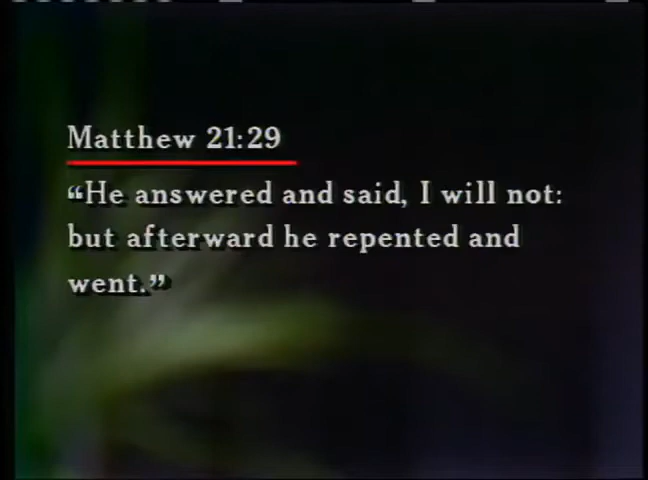 Matthew 21:29
“He answered and said, I will not:
but afterward he repented and
went.”